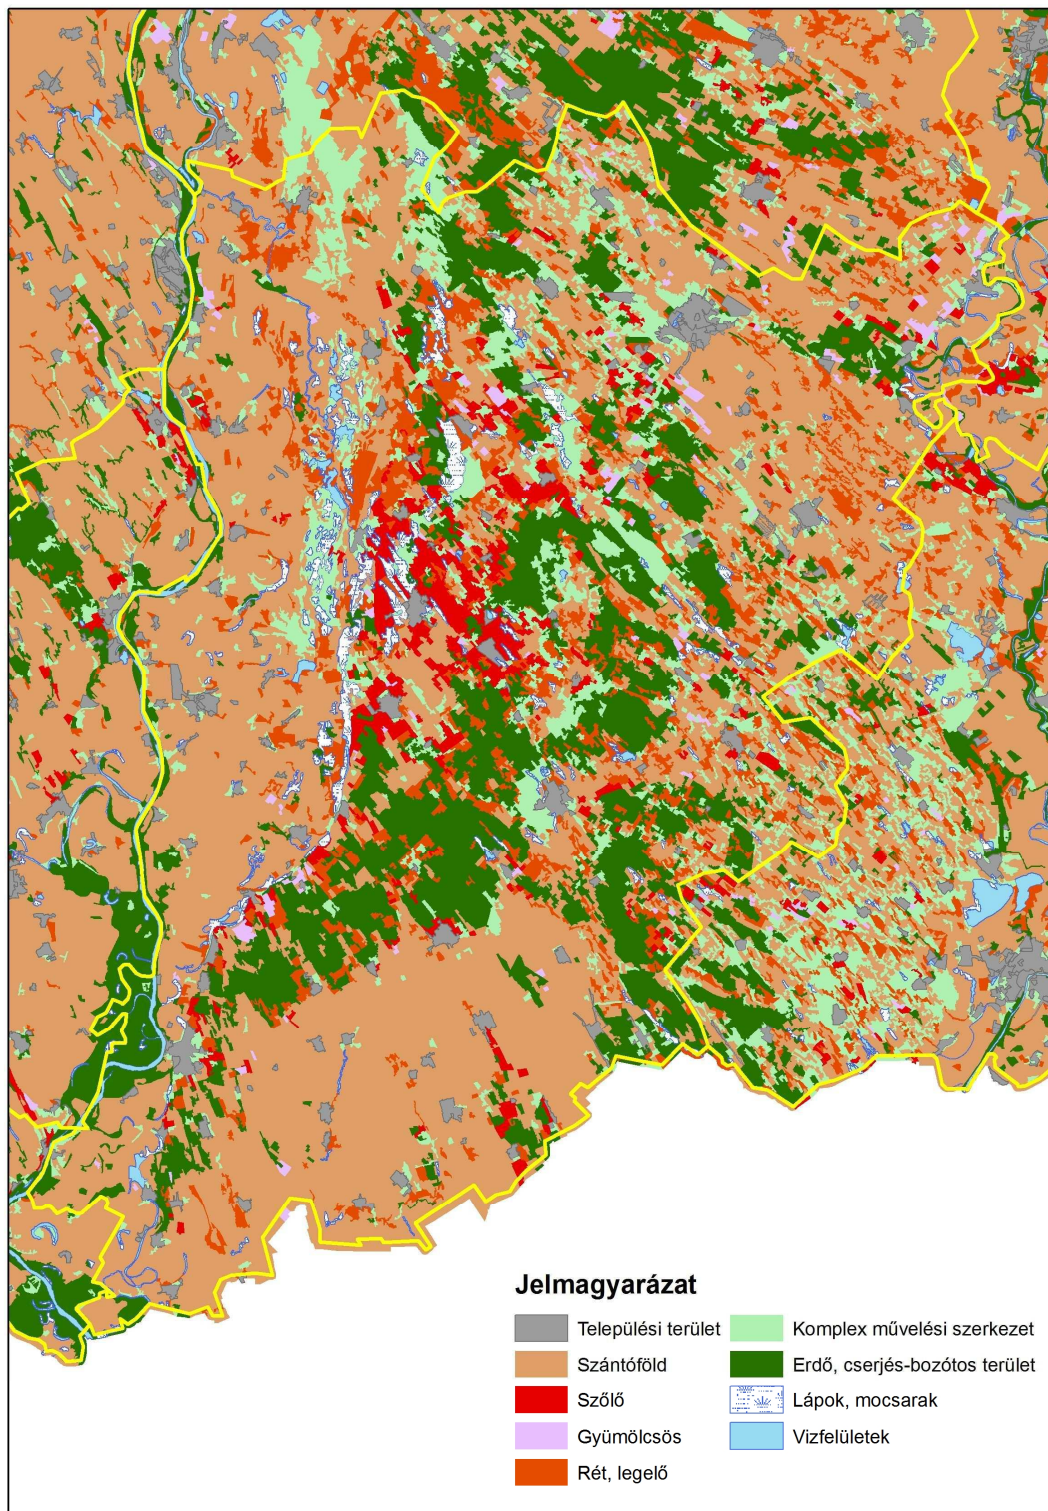 Jelmagyarázat
Települési terület
Szántóföld
Szőlő
Gyümölcsös
Rét, legelő
Komplex művelési szerkezet
Erdő, cserjés-bozótos terület
Lápok, mocsarak
Vizfelületek